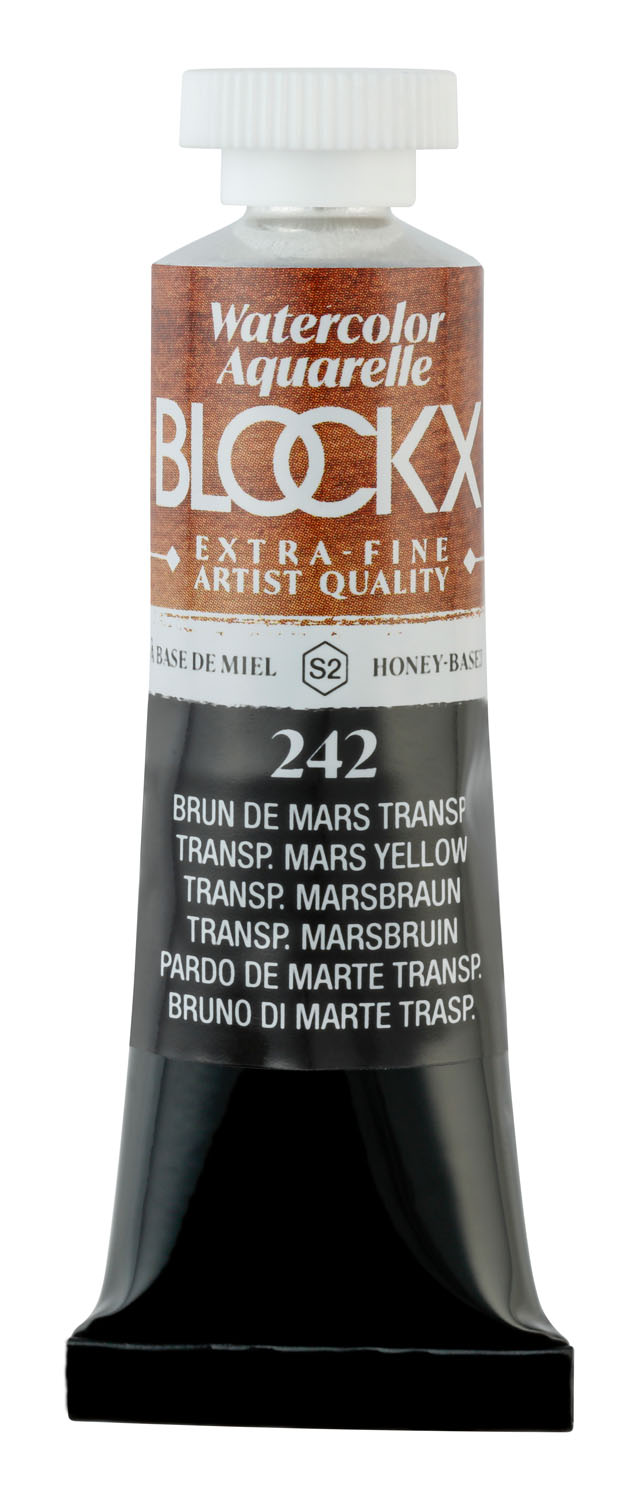 Watercolor
Aquarelle
BLOCKX
EXTRA-FINE
ARTIST QUALITY
À BASE DE MIEL S2 HONEY-BASED
242
BRUN DE MARS TRANSP
TRANSP. MARS YELLOW
TRANSP. MARSBRAUN
TRANSP. MARSBRUIN
PARDO DE MARTE TRANSP.
BRUNO DI MARTE TRASP.